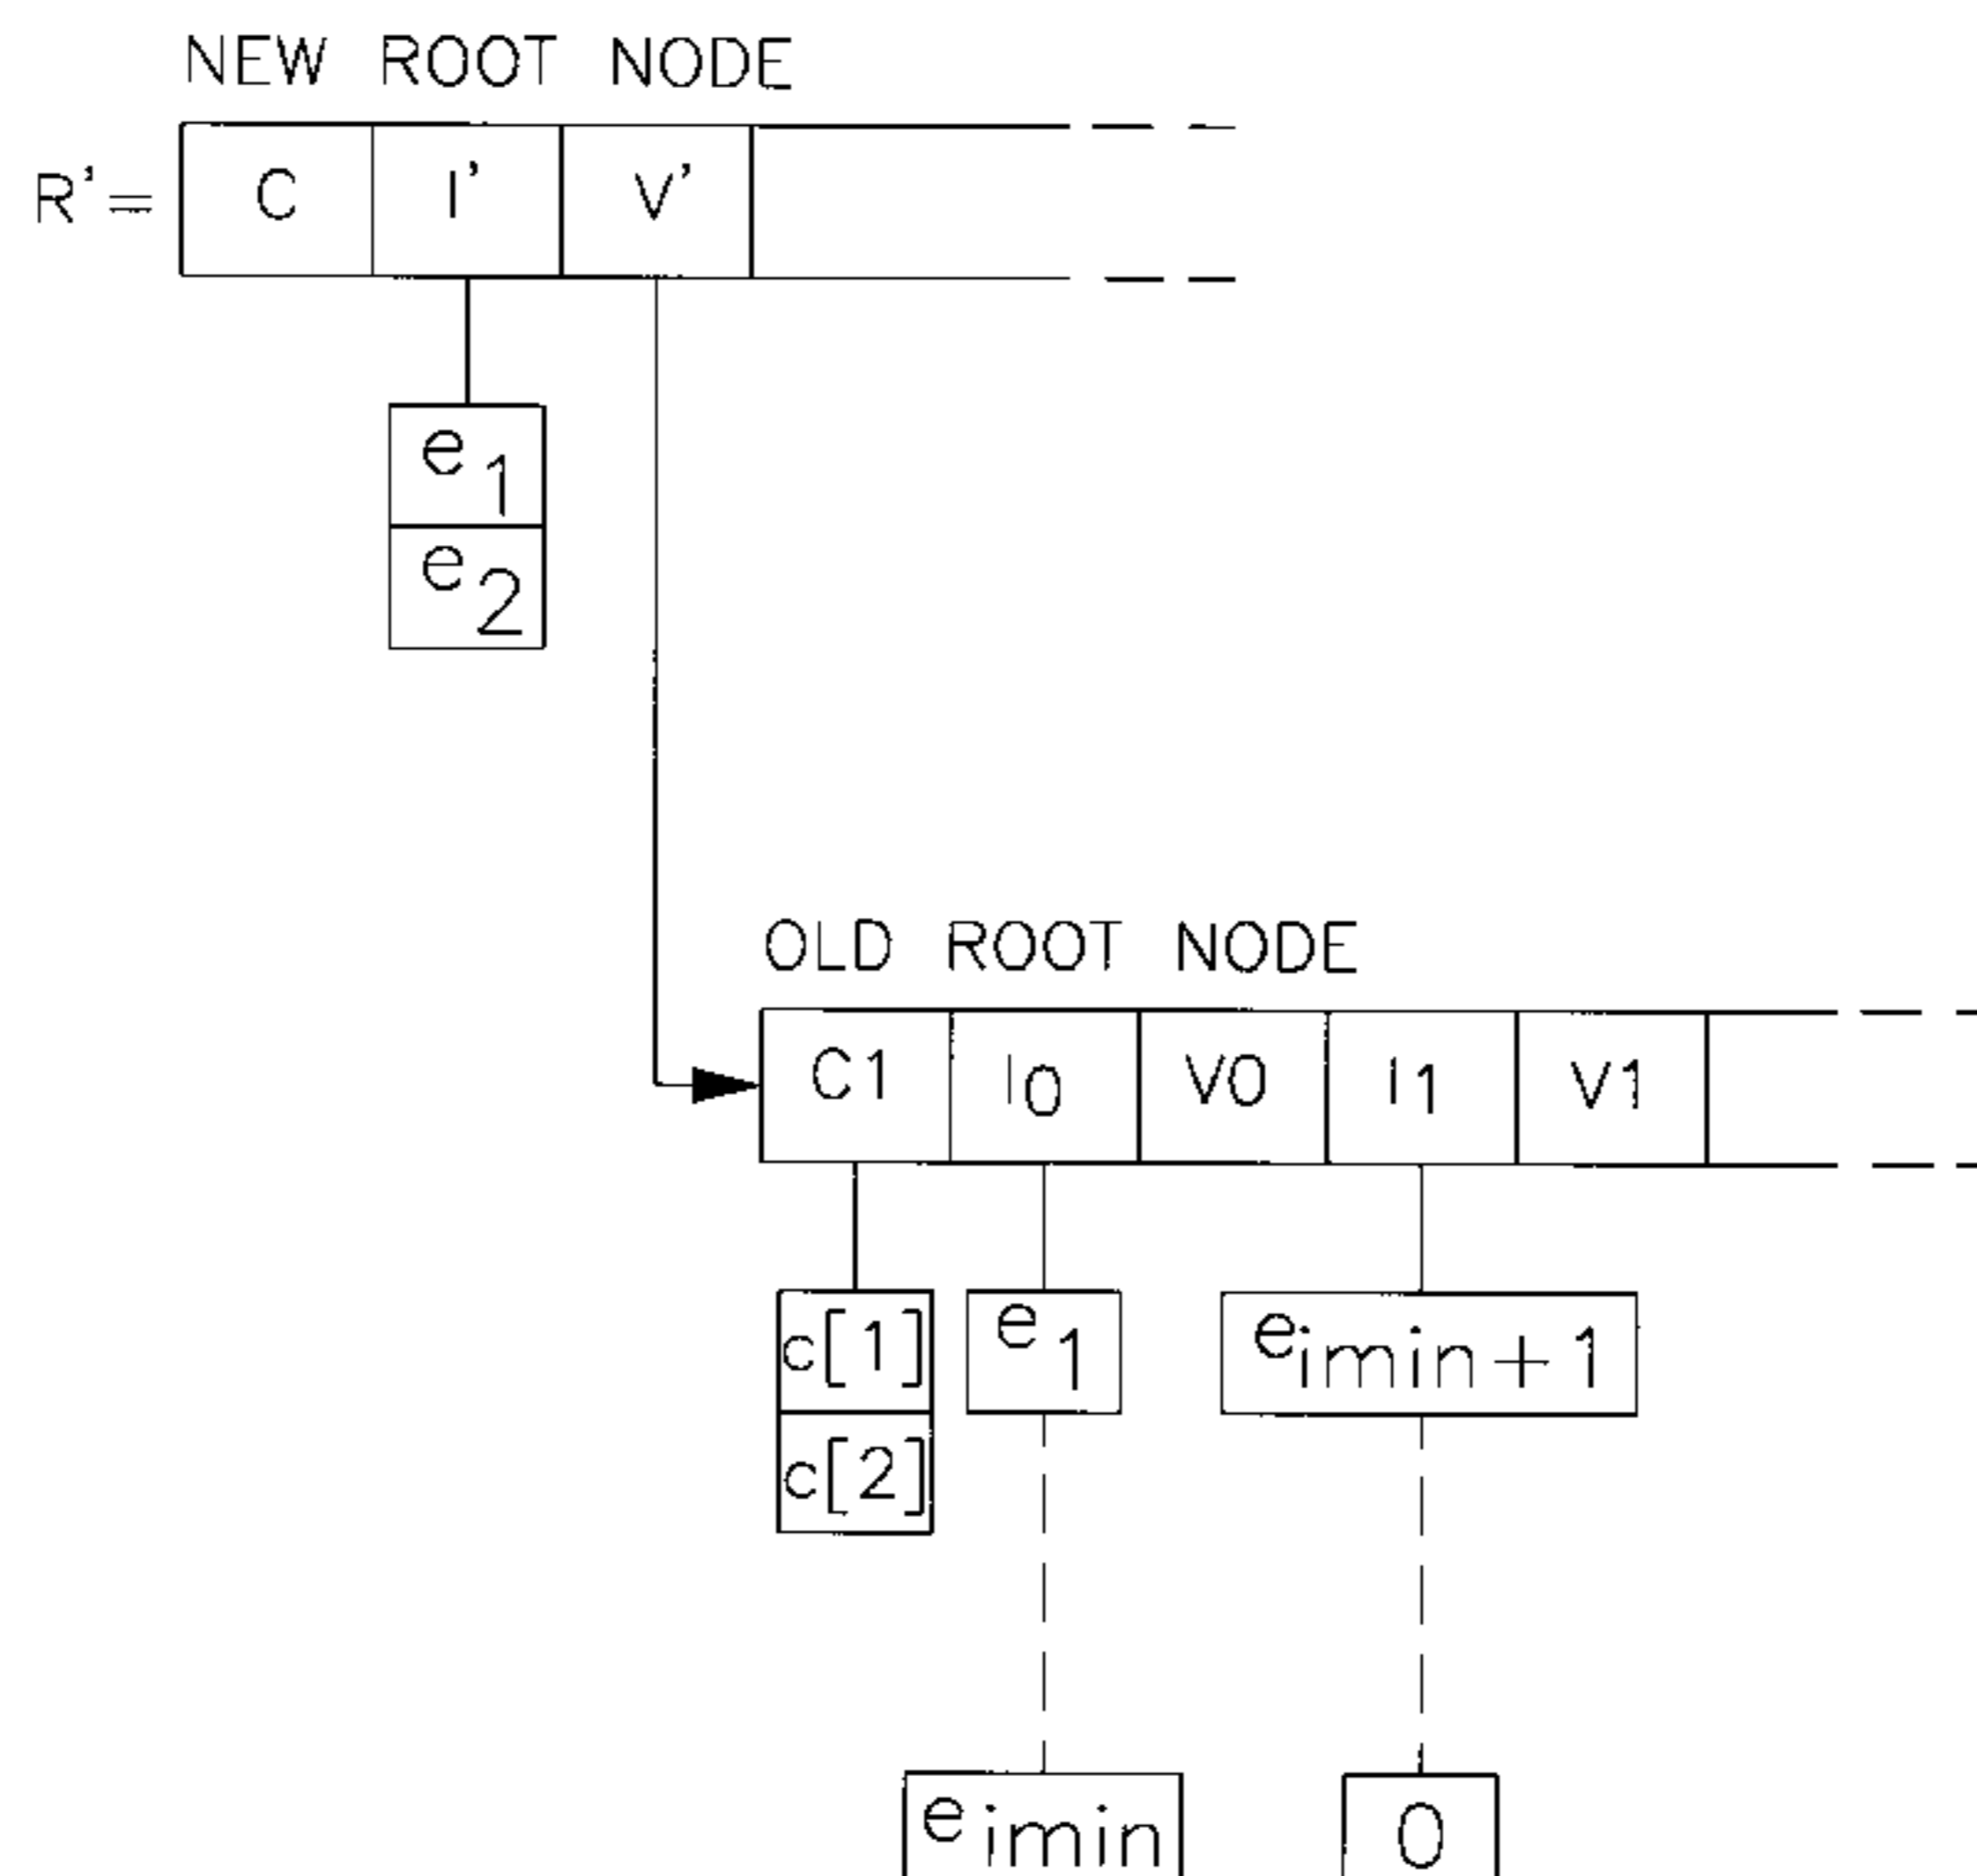 NEW ROOT NODE
R'= C I' V'
e1
e2
OLD ROOT NODE
C1 I0 V0 I1 V1
c[1] e1 eimin+1
c[2]
eimin 0